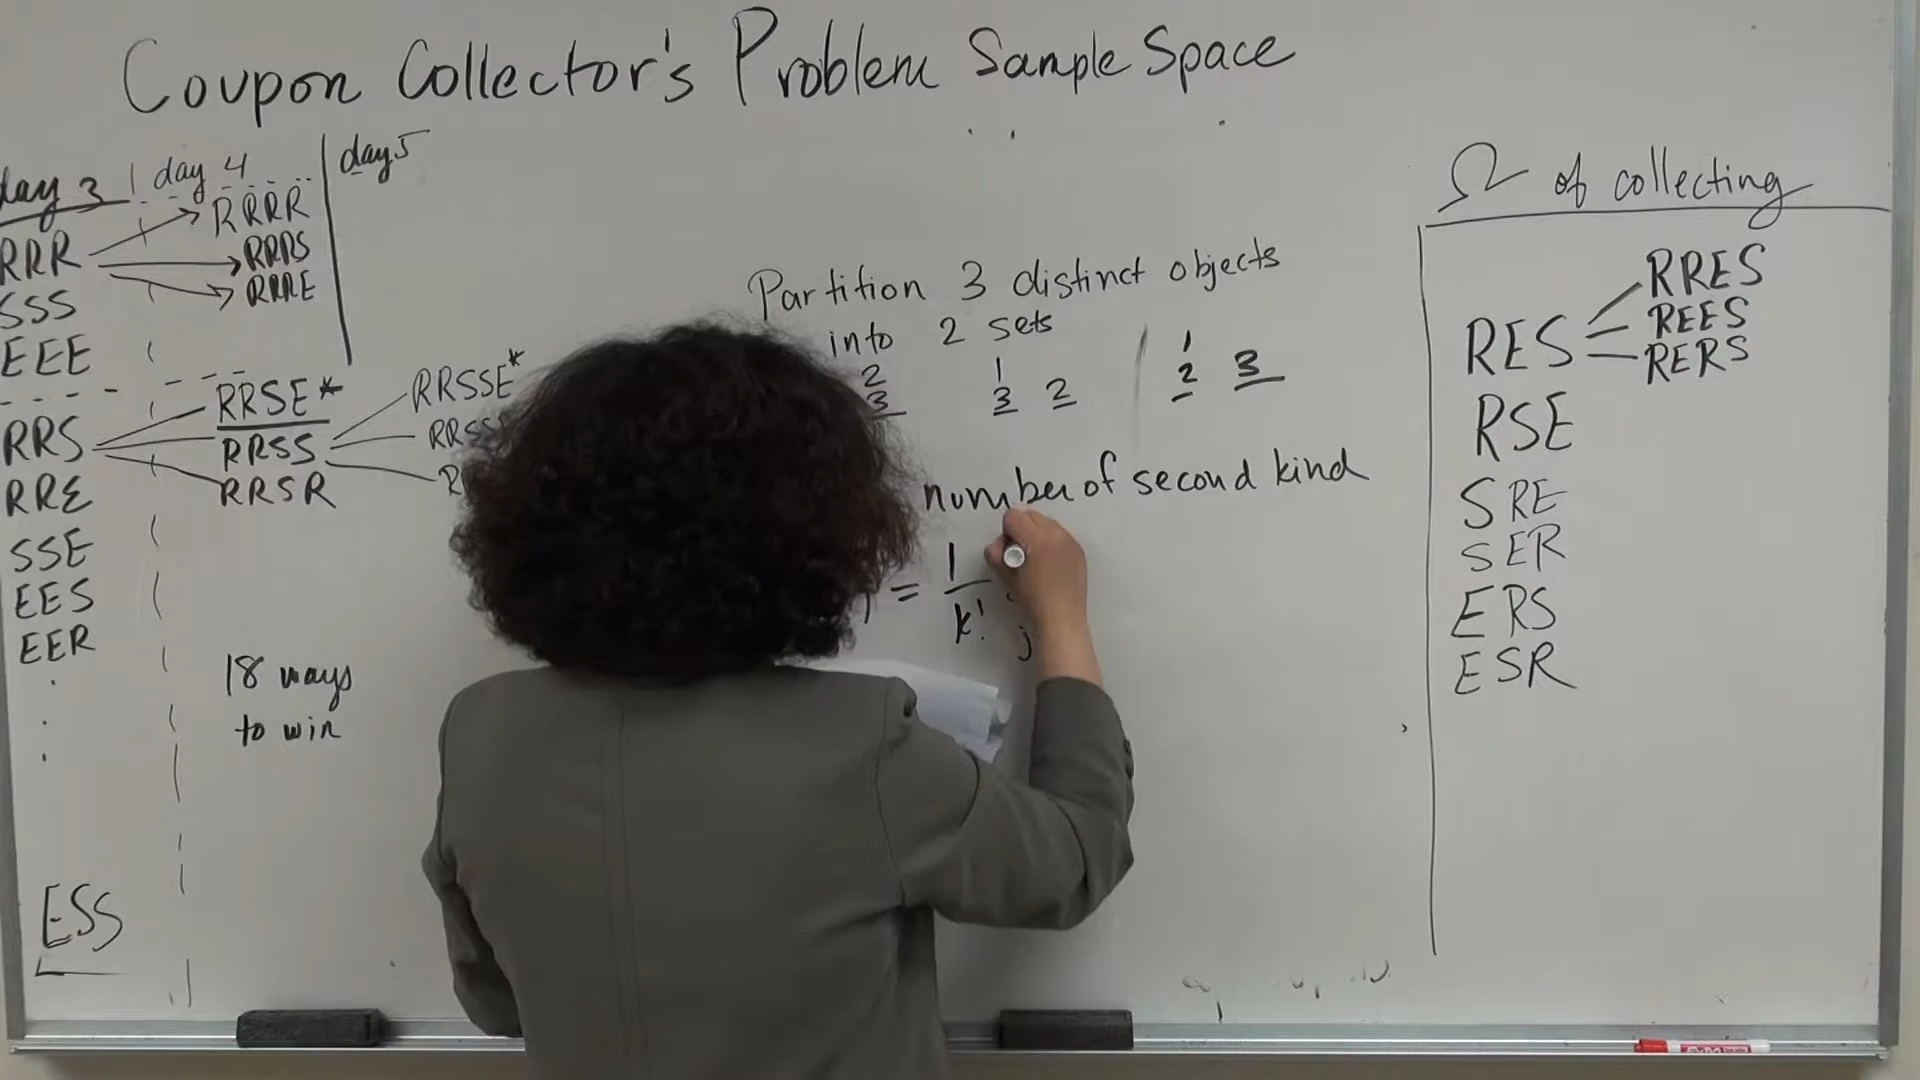 Coupon Collector's Problem Sample Space
day 3
RRR
SSS
EEE
RRS
RRE
SSE
EES
EER
ESS
day 4
RRRR
RRRS
RRRE
RRSE*
RRSS
RRSR
18 ways
to win
day 5
RRSSE*
Partition 3 distinct objects
into 2 sets
2
3
1
3 2
1
2 3
number of second kind
= 1
k!
j
Ω of collecting
RES
RRES
REES
RERS
RSE
SRE
SER
ERS
ESR